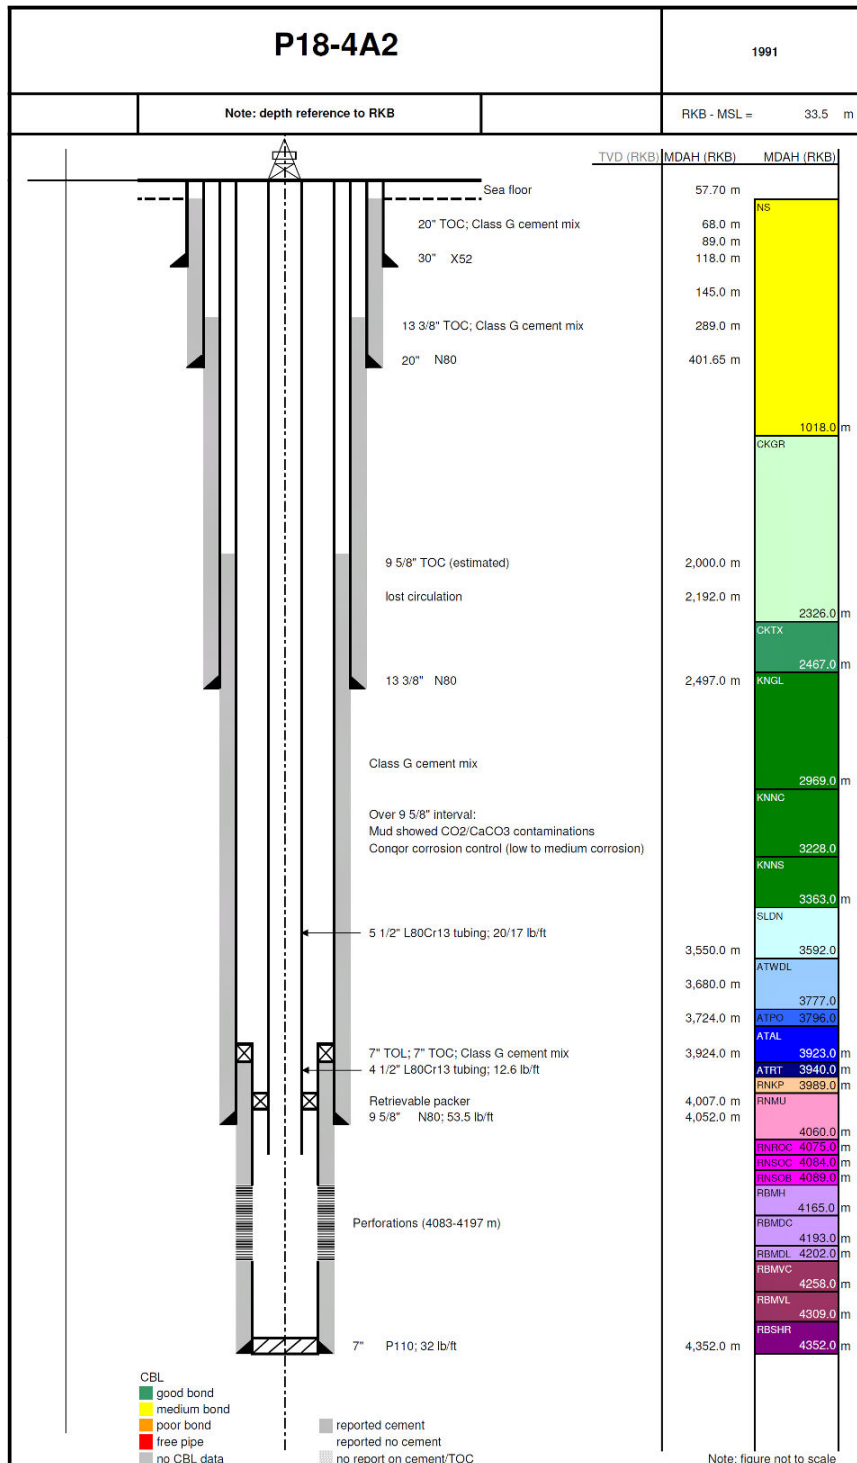 P18-4A2
1991
Note: depth reference to RKB
RKB - MSL = 33.5 m
TVD (RKB) MDAH (RKB) MDAH (RKB)
Sea floor 57.70 m
NS
20" TOC; Class G cement mix 68.0 m
89.0 m
30" X52 118.0 m
145.0 m
13 3/8" TOC; Class G cement mix 289.0 m
20" N80 401.65 m
1018.0 m
CKGR
9 5/8" TOC (estimated) 2,000.0 m
lost circulation 2,192.0 m
2326.0 m
CKTX
2467.0 m
13 3/8" N80 2,497.0 m KNGL
Class G cement mix
2969.0 m
KNNC
Over 9 5/8" interval:
Mud showed CO2/CaCO3 contaminations
Conqor corrosion control (low to medium corrosion) 3228.0 m
KNNS
3363.0 m
SLDN
5 1/2" L80Cr13 tubing; 20/17 lb/ft
3,550.0 m 3592.0
ATWDL
3,680.0 m
3777.0
3,724.0 m ATPO 3796.0
ATAL
7" TOL; 7" TOC; Class G cement mix 3,924.0 m 3923.0 m
4 1/2" L80Cr13 tubing; 12.6 lb/ft ATRT 3940.0 m
RNKP 3989.0 m
Retrievable packer 4,007.0 m RNMU
9 5/8" N80; 53.5 lb/ft 4,052.0 m
4060.0 m
RNROC 4075.0 m
RNSOC 4084.0 m
RNSOB 4089.0 m
RBMH
4165.0 m
Perforations (4083-4197 m) RBMDC
4193.0 m
RBMDL 4202.0 m
RBMVC
4258.0 m
RBMVL
4309.0 m
RBSHR
7" P110; 32 lb/ft 4,352.0 m 4352.0 m
CBL
good bond
medium bond
poor bond reported cement
free pipe reported no cement
no CBL data no report on cement/TOC Note: figure not to scale